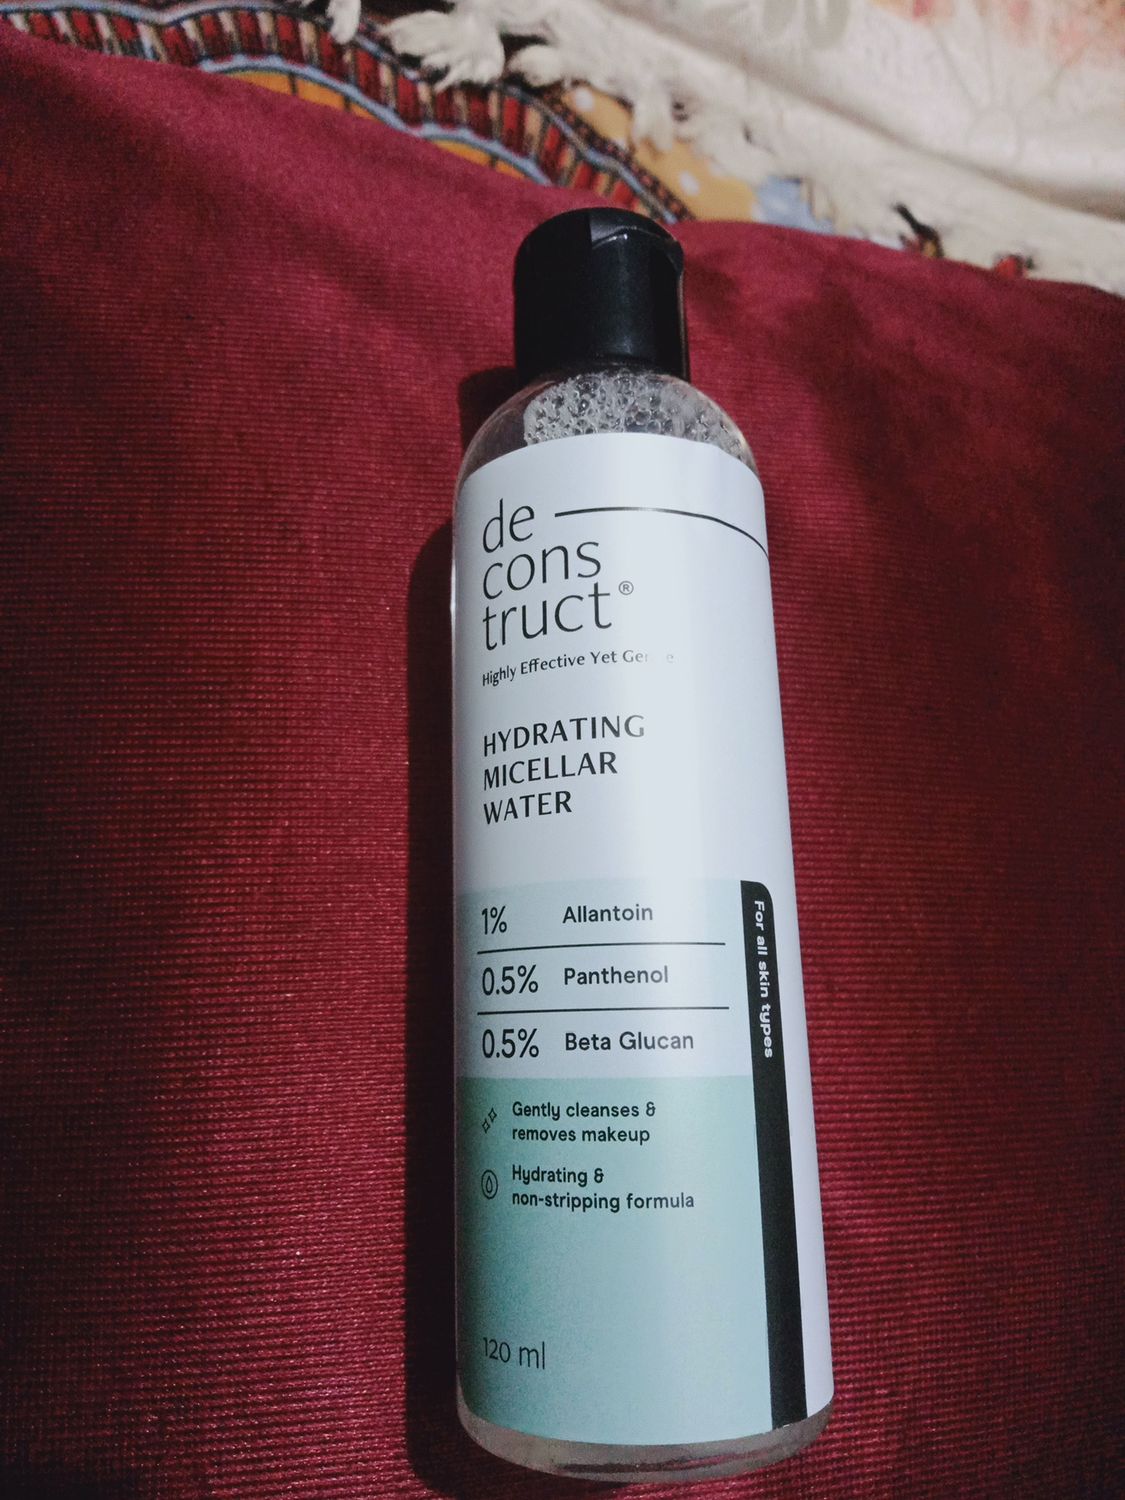 de
cons
truct®
Highly Effective Yet
HYDRATING
MICELLAR
WATER
1% Allantoin
0.5% Panthenol
0.5% Beta Glucan
For all skin types
Gently cleanses &
removes makeup
Hydrating &
non-stripping formula
120 ml